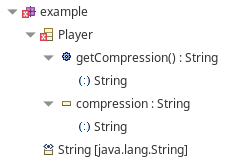 example
Player
getCompression() : String
(:) String
compression : String
(:) String
String [java.lang.String]